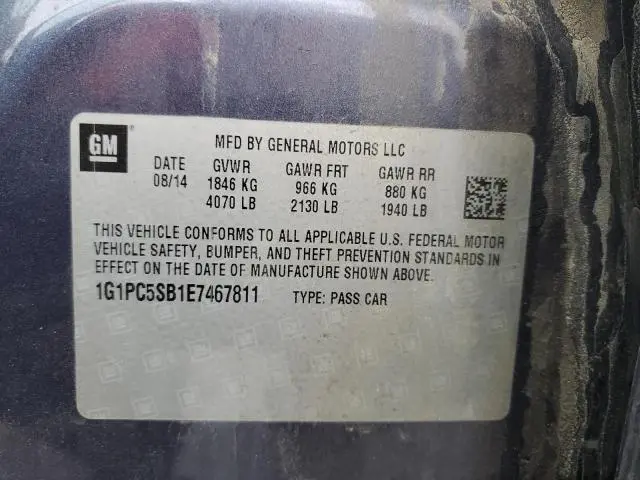 GM
MFD BY GENERAL MOTORS LLC
DATE GVWR GAWR FRT GAWR RR
08/14 1846 KG 966 KG 880 KG
4070 LB 2130 LB 1940 LB
THIS VEHICLE CONFORMS TO ALL APPLICABLE U.S. FEDERAL MOTOR
VEHICLE SAFETY, BUMPER, AND THEFT PREVENTION STANDARDS IN
EFFECT ON THE DATE OF MANUFACTURE SHOWN ABOVE.
1G1PC5SB1E7467811 TYPE: PASS CAR